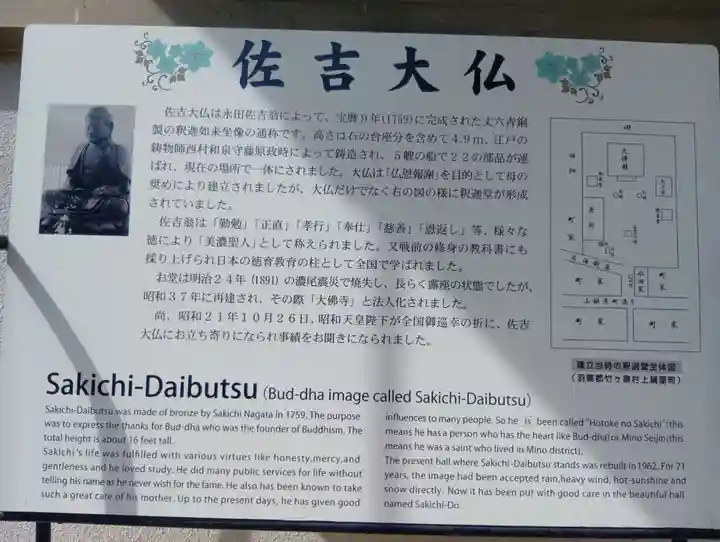 佐吉大仏
佐吉大仏は永田佐吉翁によって、宝暦9年(1759)に完成された丈六青銅
製の釈迦如来坐像の通称です。高さは石の台座分を含めて4.9m、江戸の
鋳物師西村和泉守藤原政時によって鋳造され、5艘の船で22の部品が運
ばれ、現在の場所で一体にされました。大仏は「仏恩報謝」を目的として母の
奨めにより建立されましたが、大仏だけでなく右の図の様に釈迦堂が形成
されていました。
佐吉翁は「勤勉」「正直」「孝行」「奉仕」「慈善」「恩返し」等、様々な
徳により「美濃聖人」として称えられました。又戦前の修身の教科書にも
採り上げられ日本の徳育教育の柱として全国で学ばれました。
お堂は明治24年(1891)の濃尾震災で焼失し、長らく露座の状態でしたが、
昭和37年に再建され、その際「大佛寺」と法人化されました。
尚、昭和21年10月26日、昭和天皇陛下が全国御巡幸の折に、佐吉
大仏にお立ち寄りになられ事績をお聞きになられました。
田
田畑
町家
町家
町家
町家
町家
建立当時の釈迦堂全体図
(羽栗郡竹ヶ鼻村上鍋屋町)
Sakichi-Daibutsu (Bud-dha image called Sakichi-Daibutsu)
Sakichi-Daibutsu was made of bronze by Sakichi Nagata in 1759. The purpose
was to express the thanks for Bud-dha who was the founder of Buddhism. The
total height is about 16 feet tall.
Sakichi's life was fulfilled with various virtues like honesty,mercy,and
gentleness and he loved study. He did many public services for life without
telling his name as he never wish for the fame. He also has been known to take
such a great care of his mother. Up to the present days, he has given good
influences to many people. So he is been called "Hotoke no Sakichi" (this
means he has a person who has the heart like Bud-dha) or Mino Seijin (this
means he was a saint who lived in Mino district).
The present hall where Sakichi-Daibutsu stands was rebuilt in 1962. For 71
years, the image had been accepted rain,heavy wind, hot-sunshine and
snow directly. Now it has been put with good care in the beautiful hall
named Sakichi-Do.